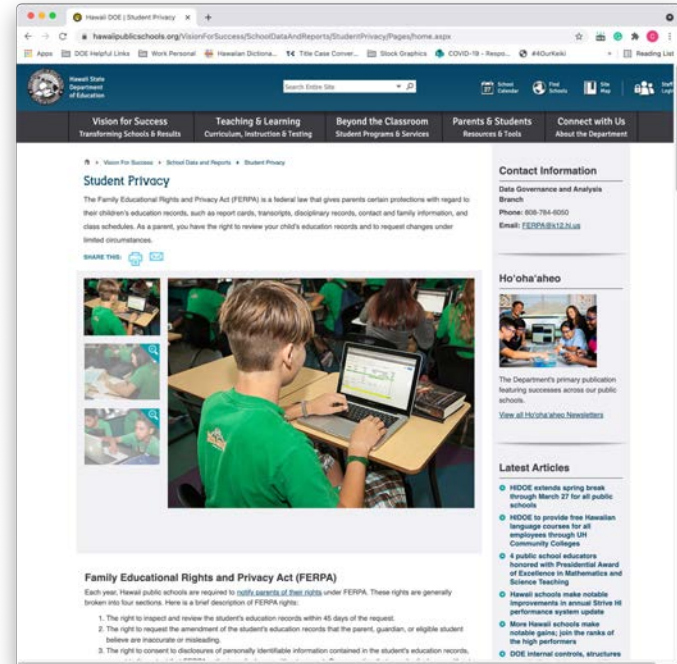 Hawaii DOE | Student Privacy
hawaiipublicschools.org/VisionForSuccess/SchoolDataAndReports/StudentPrivacy/Pages/home.aspx
Apps DOE Helpful Links Work Personal Hawaiian Dictiona... Title Case Conver... Stock Graphics COVID-19 - Respo... #4OurKeiki » Reading List
Hawaii State
Department
of Education
Search Entire Site
School
Calendar
Find
Schools
Site
Map
Staff
Login
Vision for Success
Transforming Schools & Results
Teaching & Learning
Curriculum, Instruction & Testing
Beyond the Classroom
Student Programs & Services
Parents & Students
Resources & Tools
Connect with Us
About the Department
Vision For Success School Data and Reports Student Privacy
Student Privacy
The Family Educational Rights and Privacy Act (FERPA) is a federal law that gives parents certain protections with regard to
their children's education records, such as report cards, transcripts, disciplinary records, contact and family information, and
class schedules. As a parent, you have the right to review your child's education records and to request changes under
limited circumstances.
SHARE THIS:
Family Educational Rights and Privacy Act (FERPA)
Each year, Hawaii public schools are required to notify parents of their rights under FERPA. These rights are generally
broken into four sections. Here is a brief description of FERPA rights:
1. The right to inspect and review the student's education records within 45 days of the request.
2. The right to request the amendment of the student's education records that the parent, guardian, or eligible student
believe are inaccurate or misleading.
3. The right to consent to disclosures of personally identifiable information contained in the student's education records,
Contact Information
Data Governance and Analysis
Branch
Phone: 808-784-6050
Email: FERPA@k12.hi.us
Ho'oha'aheo
The Department's primary publication
featuring successes across our public
schools.
View all Ho'oha'aheo Newsletters
Latest Articles
HIDOE extends spring break
through March 27 for all public
schools
HIDOE to provide free Hawaiian
language courses for all
employees through UH
Community Colleges
4 public school educators
honored with Presidential Award
of Excellence in Mathematics and
Science Teaching
Hawaii schools make notable
improvements in annual Strive HI
performance system update
More Hawaii schools make
notable gains; join the ranks of
the high performers
DOE internal controls, structures